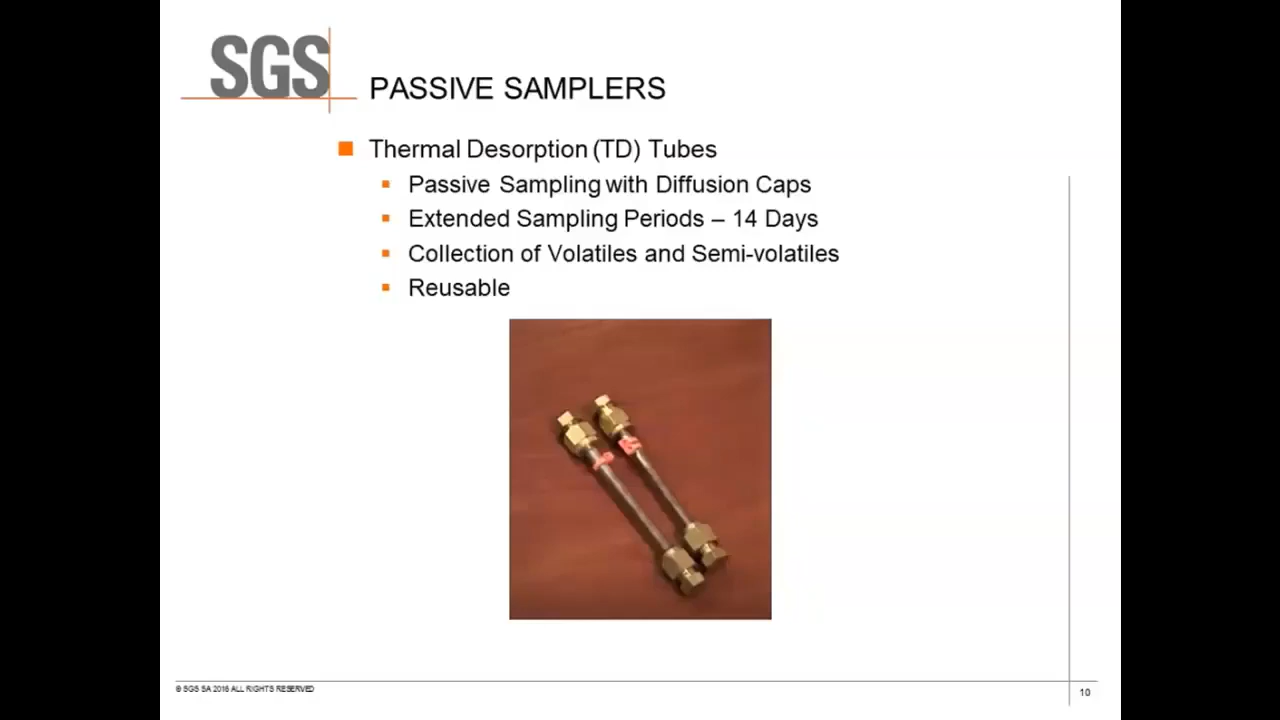 SGS
PASSIVE SAMPLERS
Thermal Desorption (TD) Tubes
Passive Sampling with Diffusion Caps
Extended Sampling Periods – 14 Days
Collection of Volatiles and Semi-volatiles
Reusable
© SGS SA 2016 ALL RIGHTS RESERVED
10